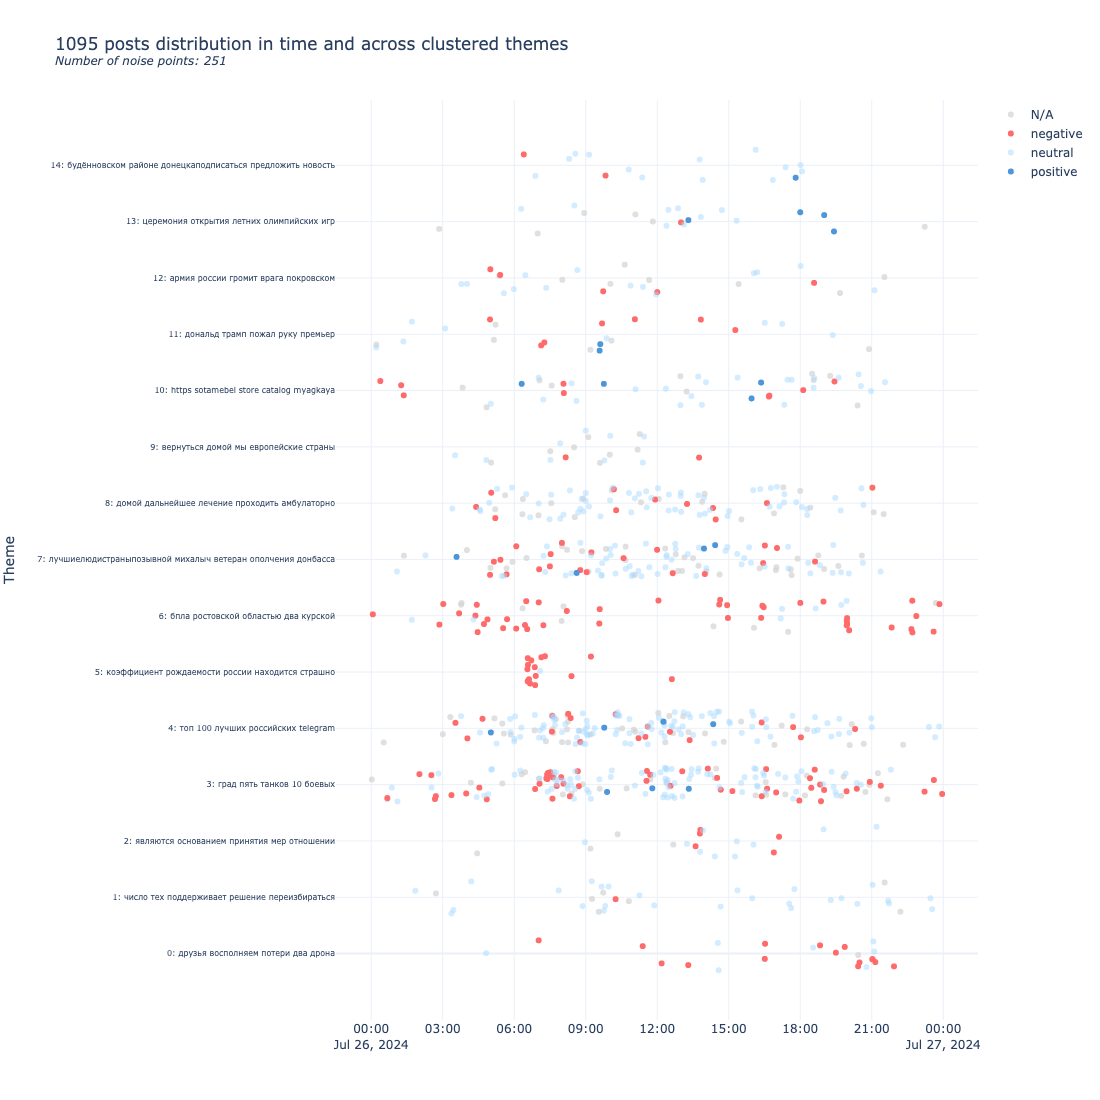 1095 posts distribution in time and across clustered themes
Number of noise points: 251
N/A
negative
neutral
positive
Theme
14: будённовском районе донецкаподписаться предложить новость
13: церемония открытия летних олимпийских игр
12: армия россии громит врага покровском
11: дональд трамп пожал руку премьер
10: https sotamebel store catalog myagkaya
9: вернуться домой мы европейские страны
8: домой дальнейшее лечение проходить амбулаторно
7: лучшиелюдистраныпозывной михалыч ветеран ополчения донбасса
6: бпла ростовской областью два курской
5: коэффициент рождаемости россии находится страшно
4: топ 100 лучших российских telegram
3: град пять танков 10 боевых
2: являются основанием принятия мер отношении
1: число тех поддерживает решение переизбираться
0: друзья восполняем потери два дрона
00:00 03:00 06:00 09:00 12:00 15:00 18:00 21:00 00:00
Jul 26, 2024 Jul 27, 2024